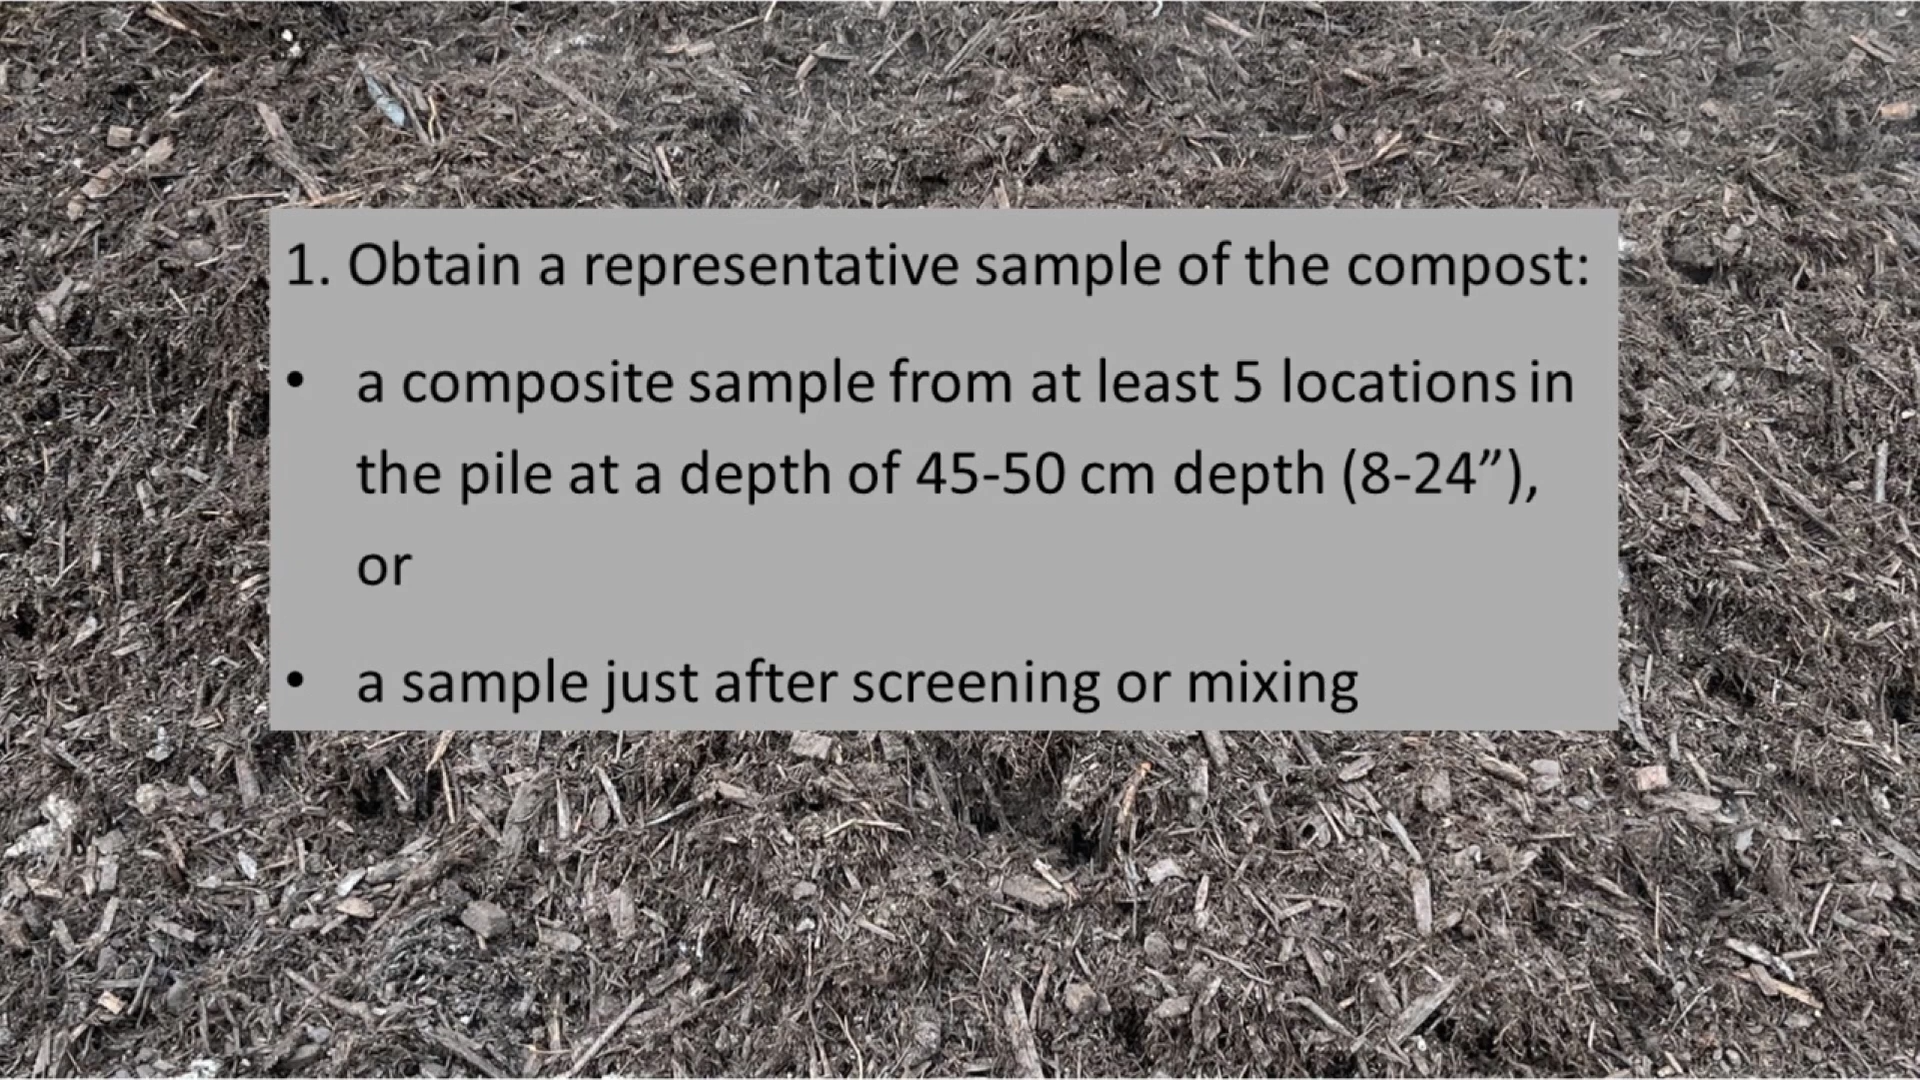 1. Obtain a representative sample of the compost:
• a composite sample from at least 5 locations in
the pile at a depth of 45-50 cm depth (8-24”),
or
• a sample just after screening or mixing